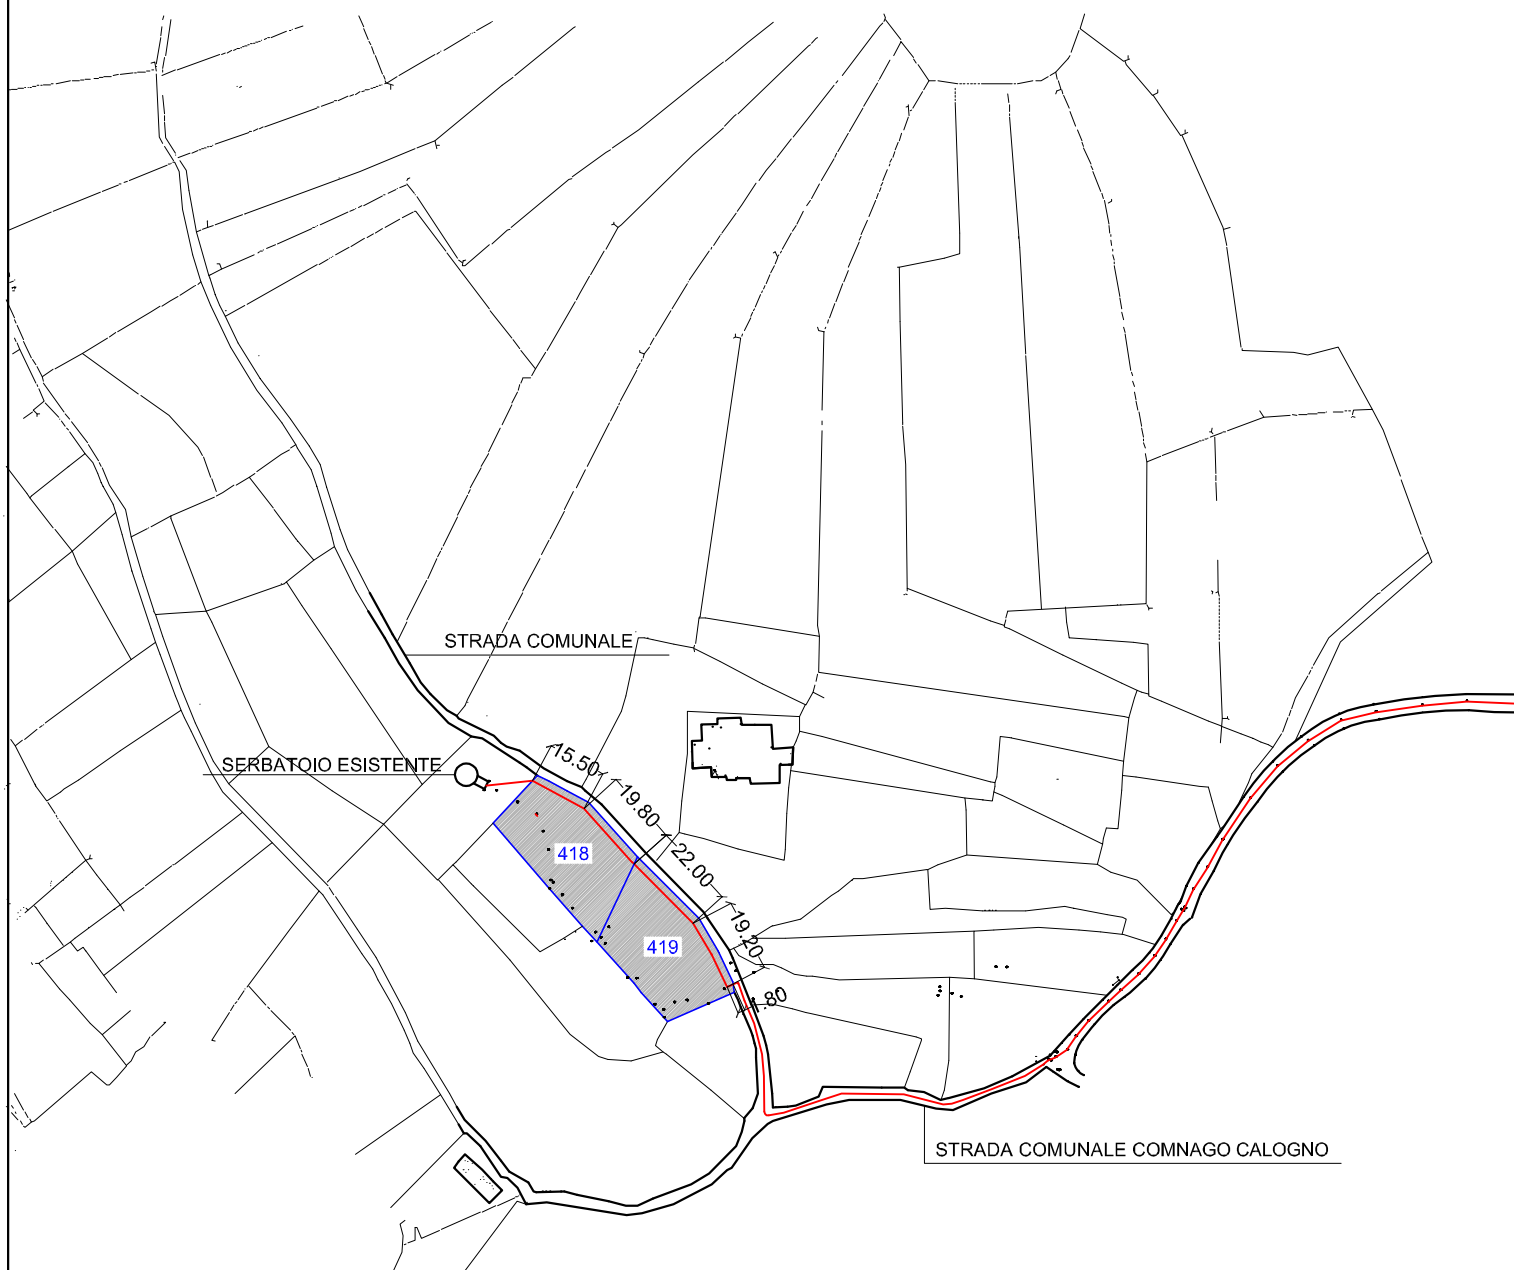 STRADA COMUNALE
SERBATOIO ESISTENTE
15.50
19.80
418
22.00
419
19.20
.80
STRADA COMUNALE COMNAGO CALOGNO